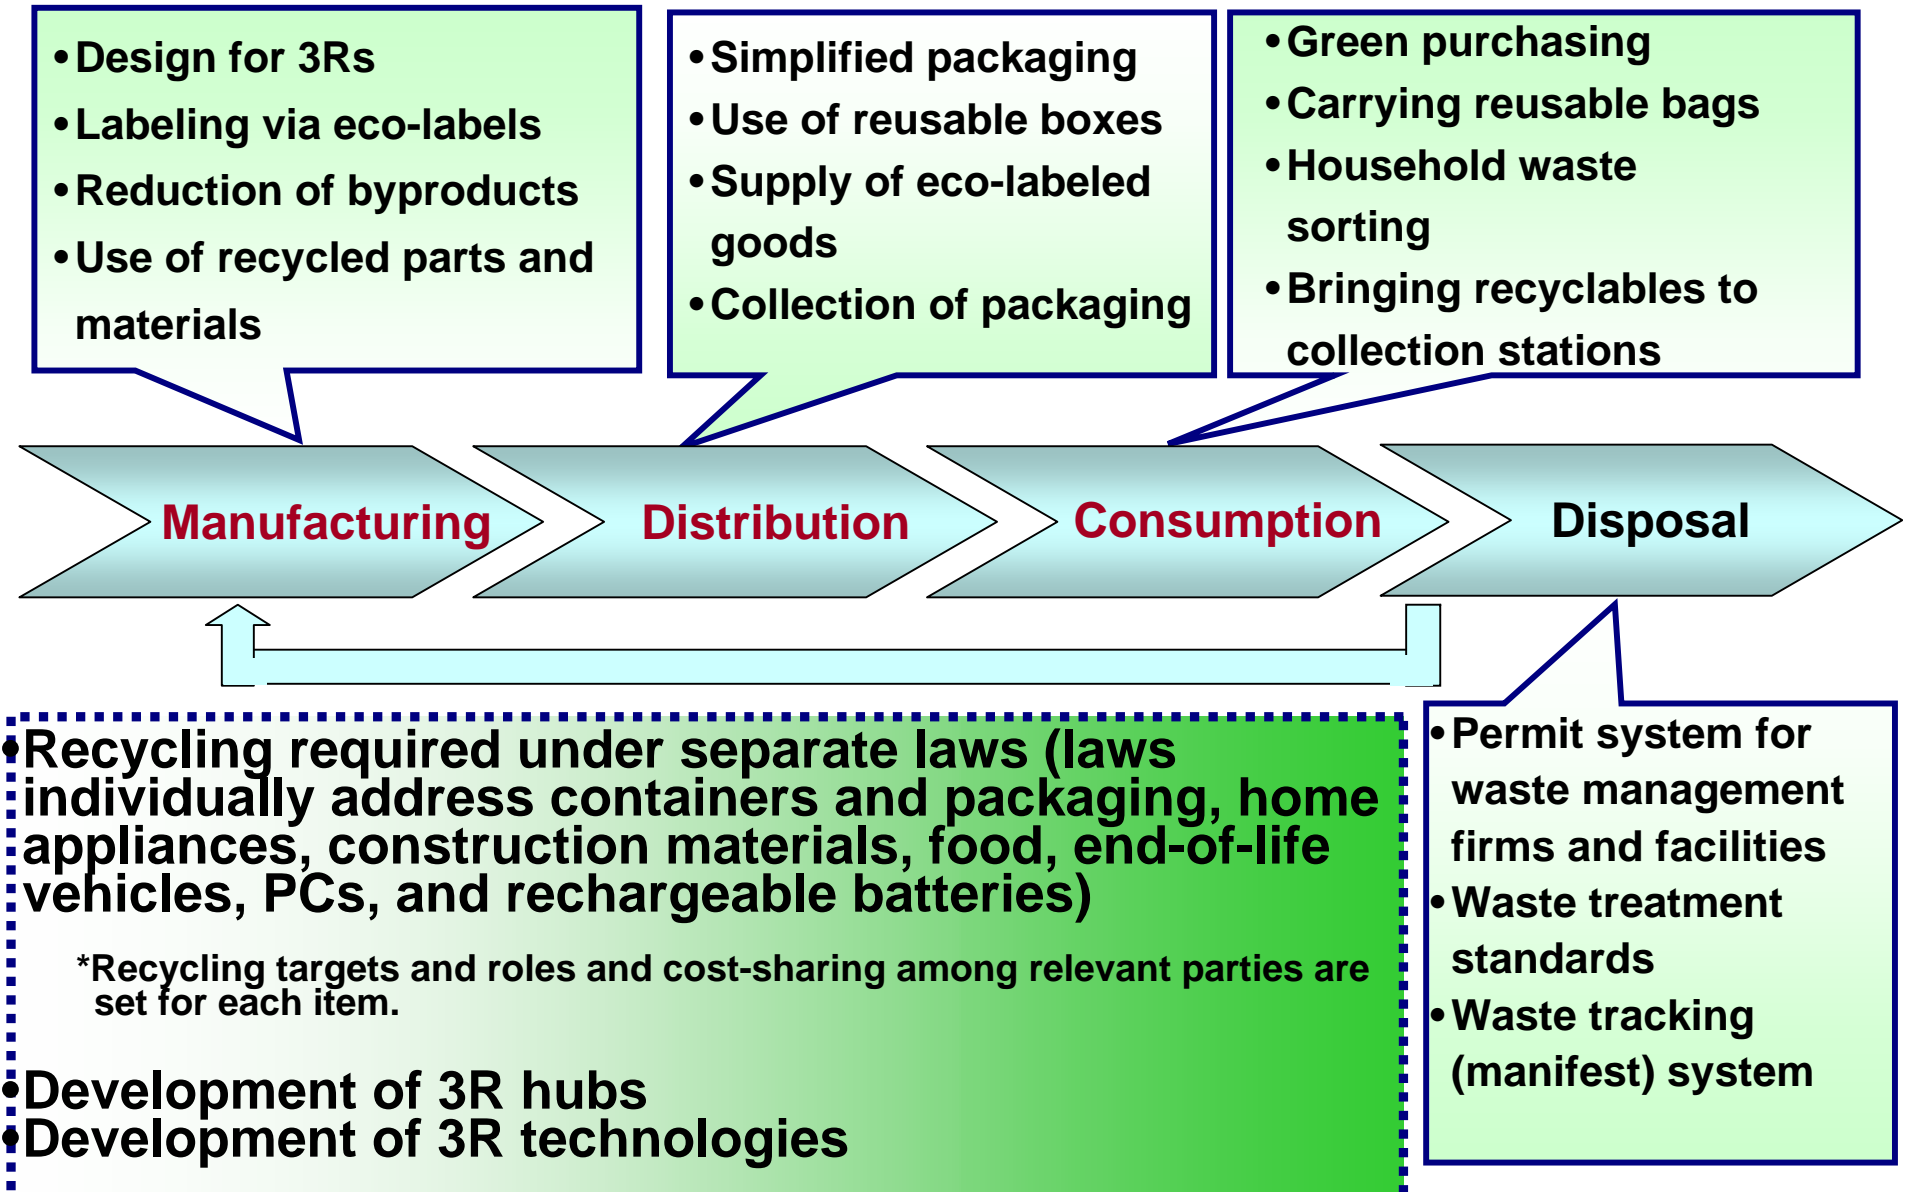 •Design for 3Rs
•Labeling via eco-labels
•Reduction of byproducts
•Use of recycled parts and
materials
•Simplified packaging
•Use of reusable boxes
•Supply of eco-labeled
goods
•Collection of packaging
•Green purchasing
•Carrying reusable bags
•Household waste
sorting
•Bringing recyclables to
collection stations
Manufacturing
Distribution
Consumption
Disposal
•Recycling required under separate laws (laws
individually address containers and packaging, home
appliances, construction materials, food, end-of-life
vehicles, PCs, and rechargeable batteries)
*Recycling targets and roles and cost-sharing among relevant parties are
set for each item.
•Development of 3R hubs
•Development of 3R technologies
•Permit system for
waste management
firms and facilities
•Waste treatment
standards
•Waste tracking
(manifest) system